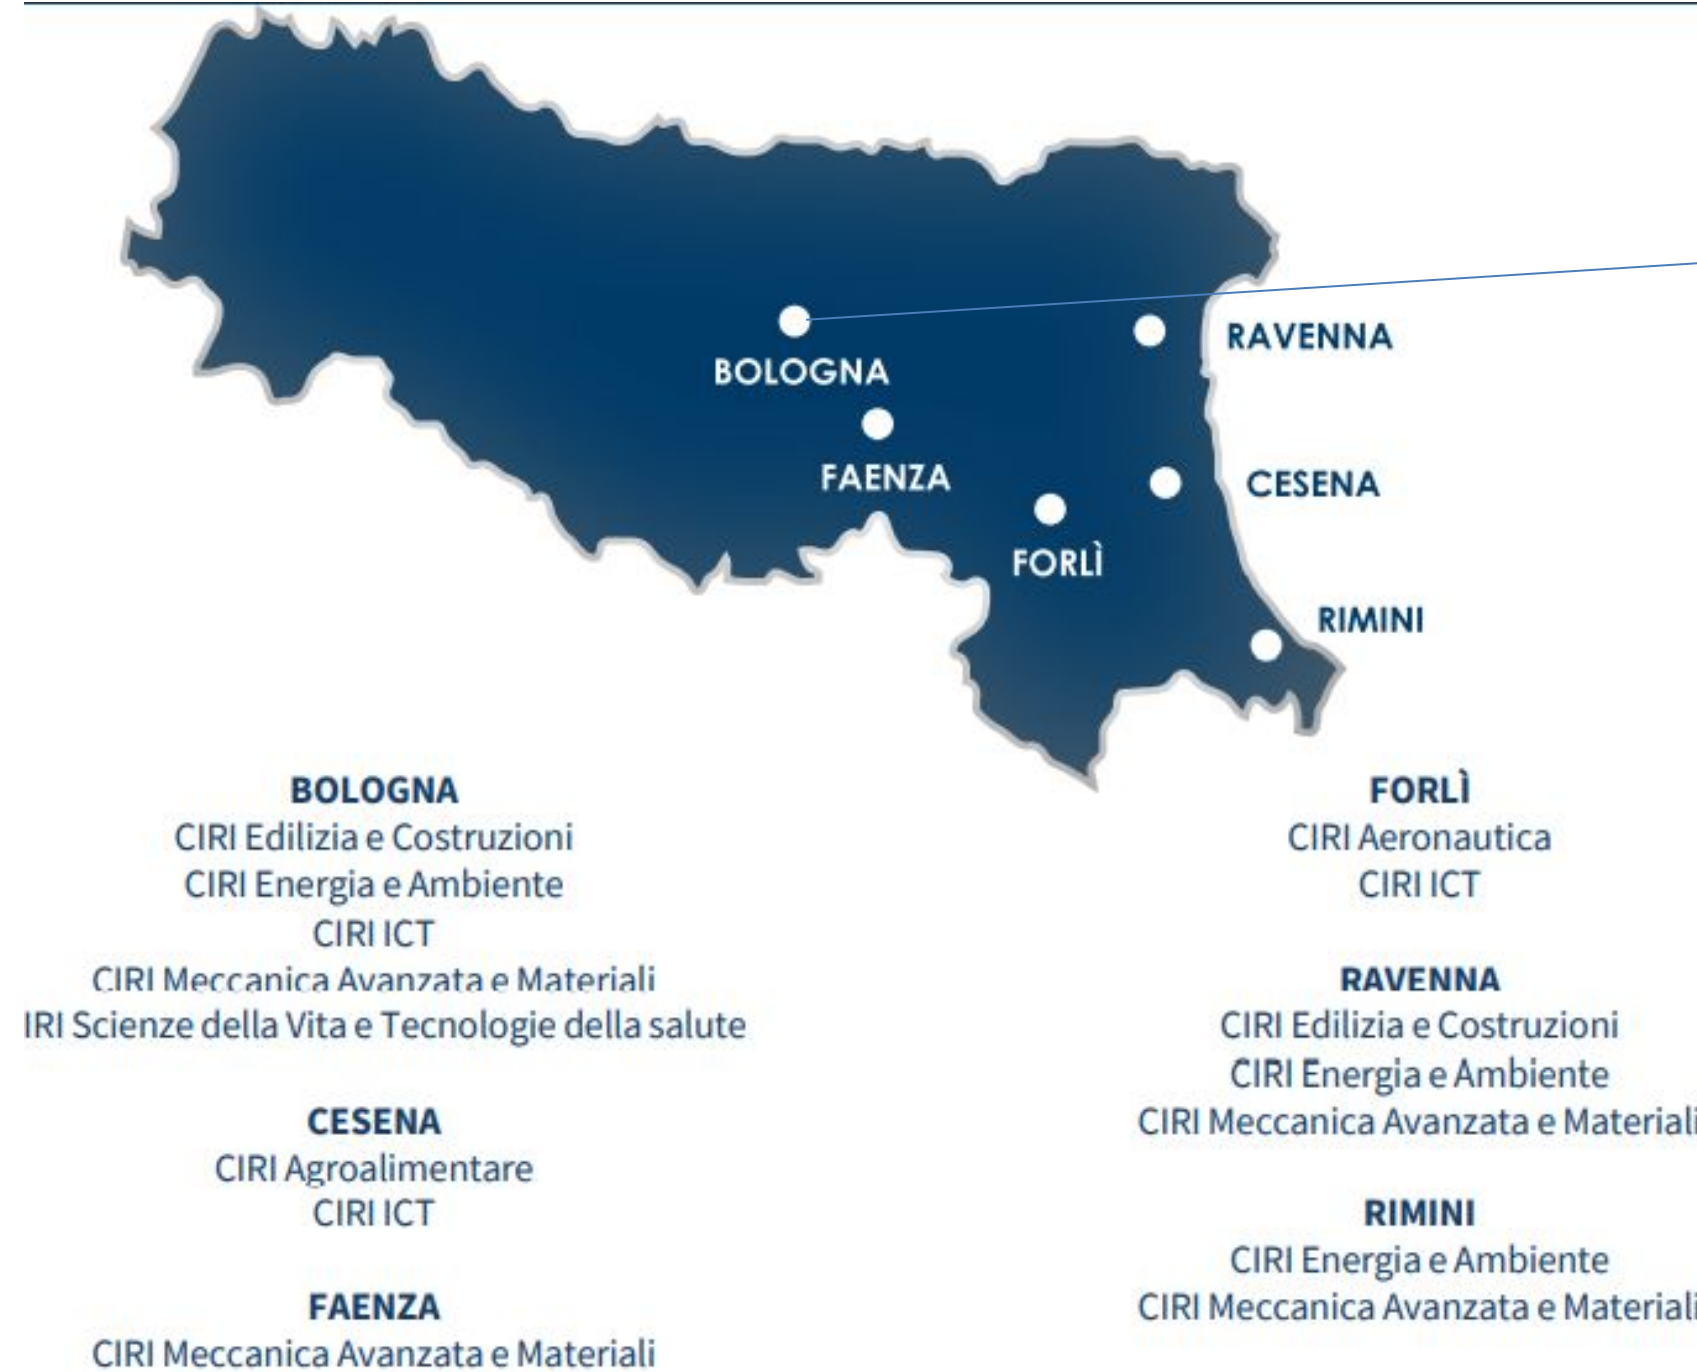 BOLOGNA
RAVENNA
FAENZA
CESENA
FORLÌ
RIMINI
BOLOGNA
CIRI Edilizia e Costruzioni
CIRI Energia e Ambiente
CIRI ICT
CIRI Meccanica Avanzata e Materiali
IRI Scienze della Vita e Tecnologie della salute
CESENA
CIRI Agroalimentare
CIRI ICT
FAENZA
CIRI Meccanica Avanzata e Materiali
FORLÌ
CIRI Aeronautica
CIRI ICT
RAVENNA
CIRI Edilizia e Costruzioni
CIRI Energia e Ambiente
CIRI Meccanica Avanzata e Materiali
RIMINI
CIRI Energia e Ambiente
CIRI Meccanica Avanzata e Materiali